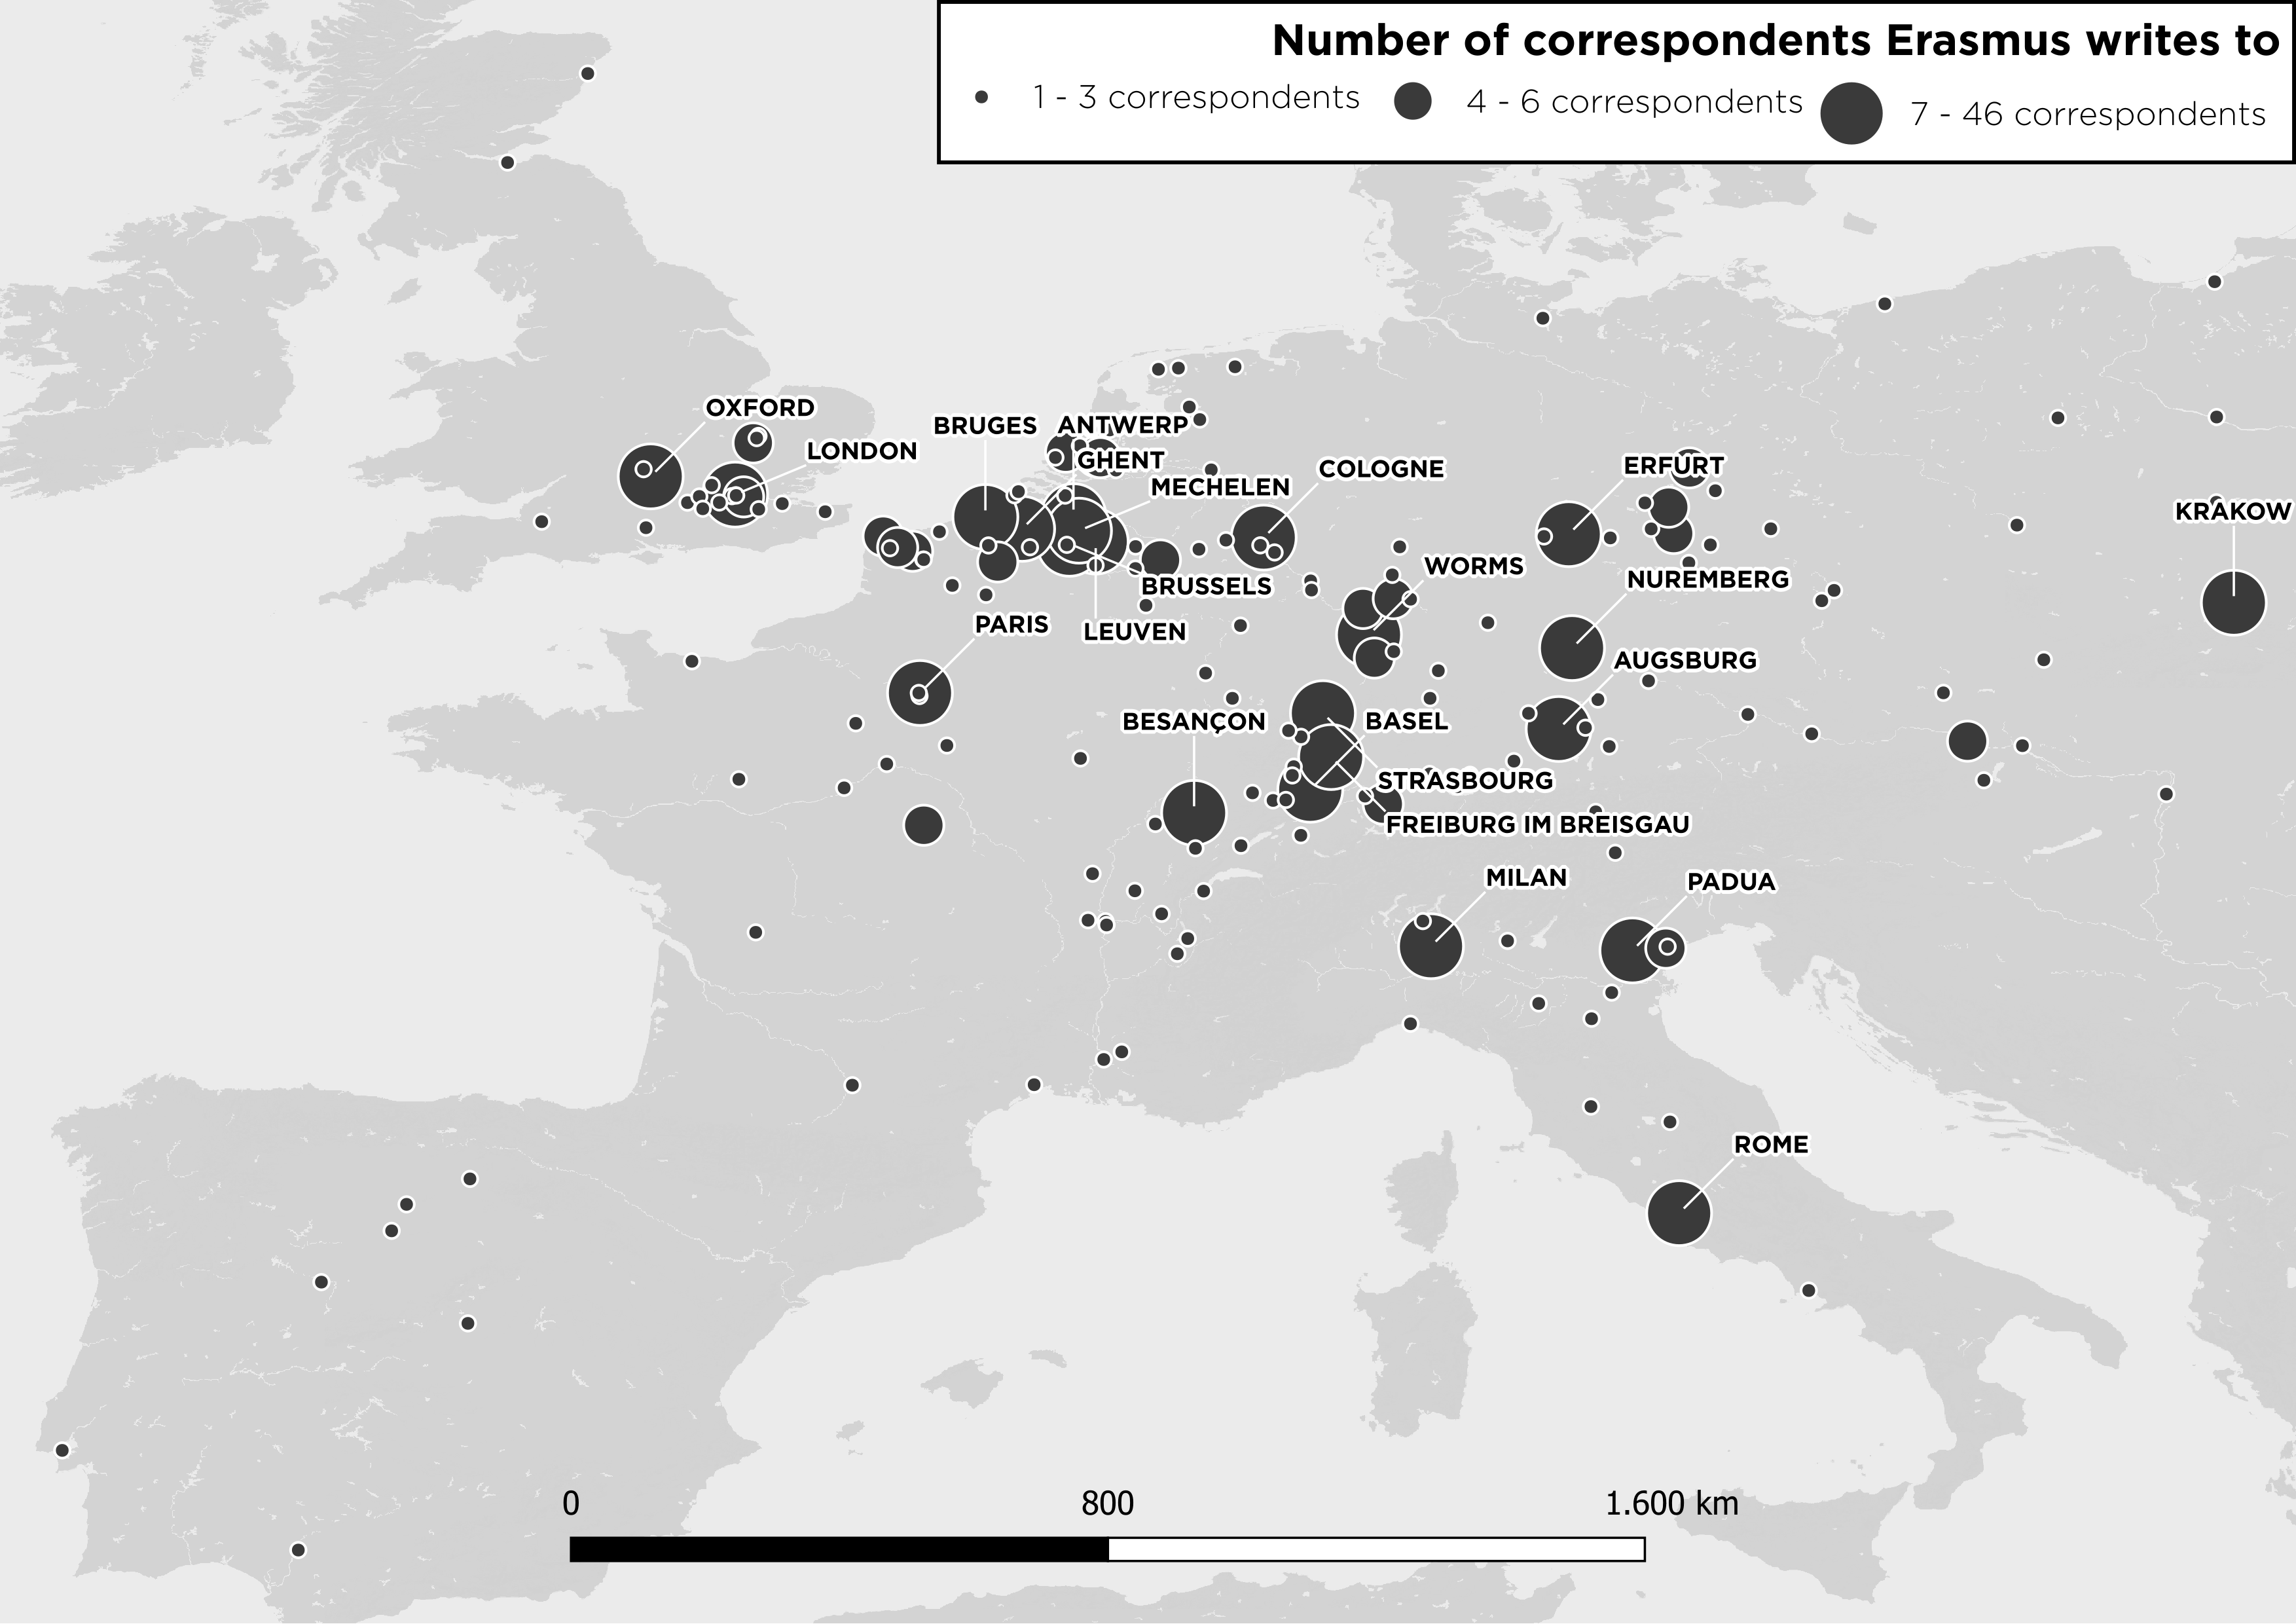 Number of correspondents Erasmus writes to
1 - 3 correspondents
4 - 6 correspondents
7 - 46 correspondents
OXFORD
LONDON
BRUGES
ANTWERP
GHENT
MECHELEN
COLOGNE
ERFURT
KRAKOW
BRUSSELS
WORMS
NUREMBERG
PARIS
LEUVEN
AUGSBURG
BESANÇON
BASEL
STRASBOURG
FREIBURG IM BREISGAU
MILAN
PADUA
ROME
0
800
1.600 km